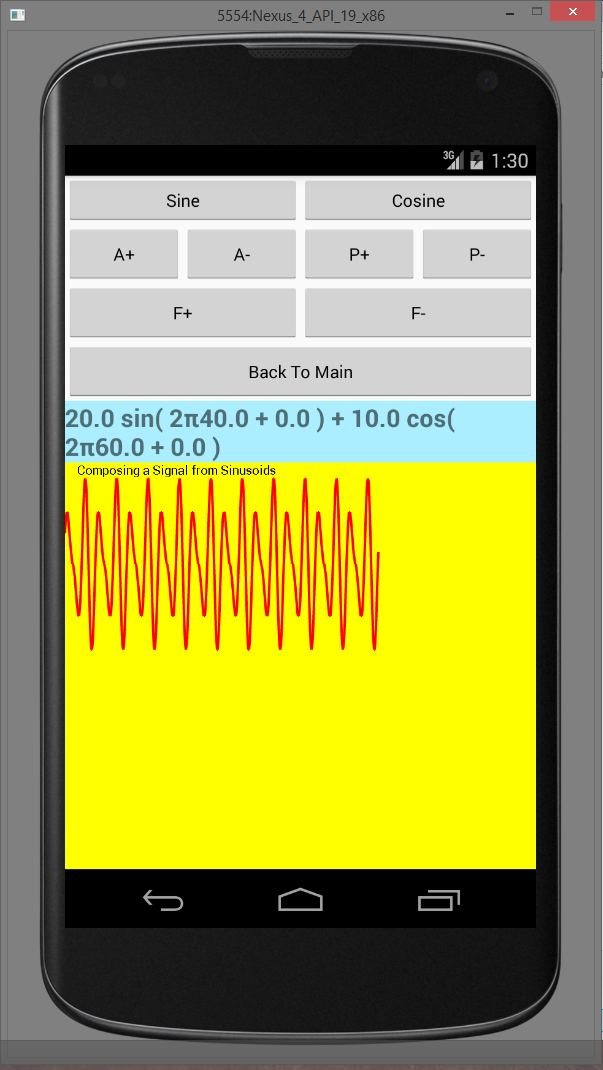 5554:Nexus_4_API_19_x86
3G 1:30
Sine Cosine
A+ A- P+ P-
F+ F-
Back To Main
20.0 sin( 2π40.0 + 0.0 ) + 10.0 cos(
2π60.0 + 0.0 )
Composing a Signal from Sinusoids